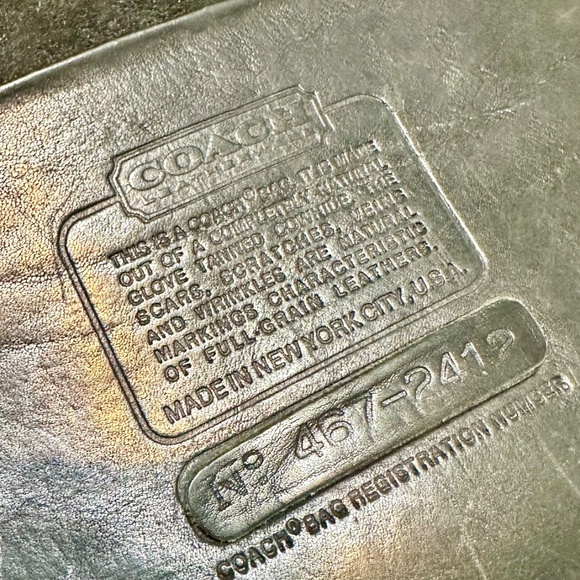 COACH
LEATHERWARE
THIS IS A COACH® BAG. IT IS MADE
OUT OF A COMPLETELY NATURAL
GLOVE TANNED COWHIDE. THE
SCARS, SCRATCHES, VEINS
AND WRINKLES ARE NATURAL
MARKINGS CHARACTERISTIC
OF FULL-GRAIN LEATHERS.
MADE IN NEW YORK CITY, U.S.A.
Nº 467-2412
COACH® BAG REGISTRATION NUMBER